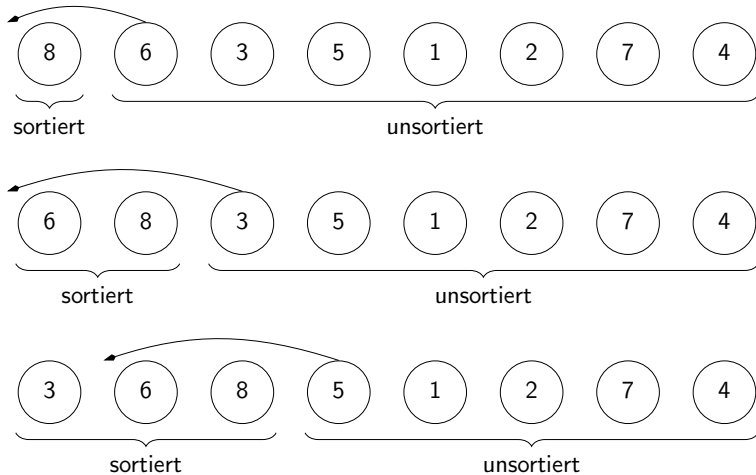 8 6 3 5 1 2 7 4
sortiert unsortiert
6 8 3 5 1 2 7 4
sortiert unsortiert
3 6 8 5 1 2 7 4
sortiert unsortiert